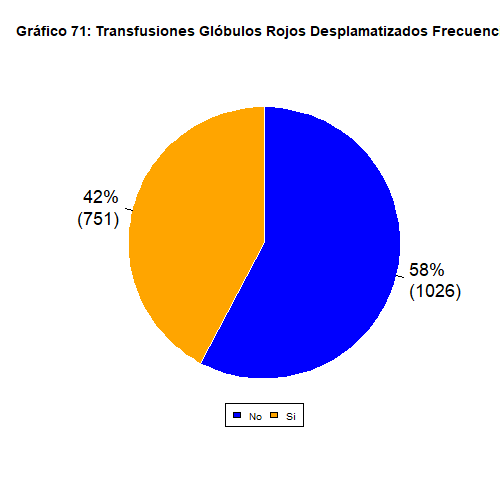 Gráfico 71: Transfusiones Glóbulos Rojos Desplamatizados Frecuenc
42%
(751)
58%
(1026)
No Si